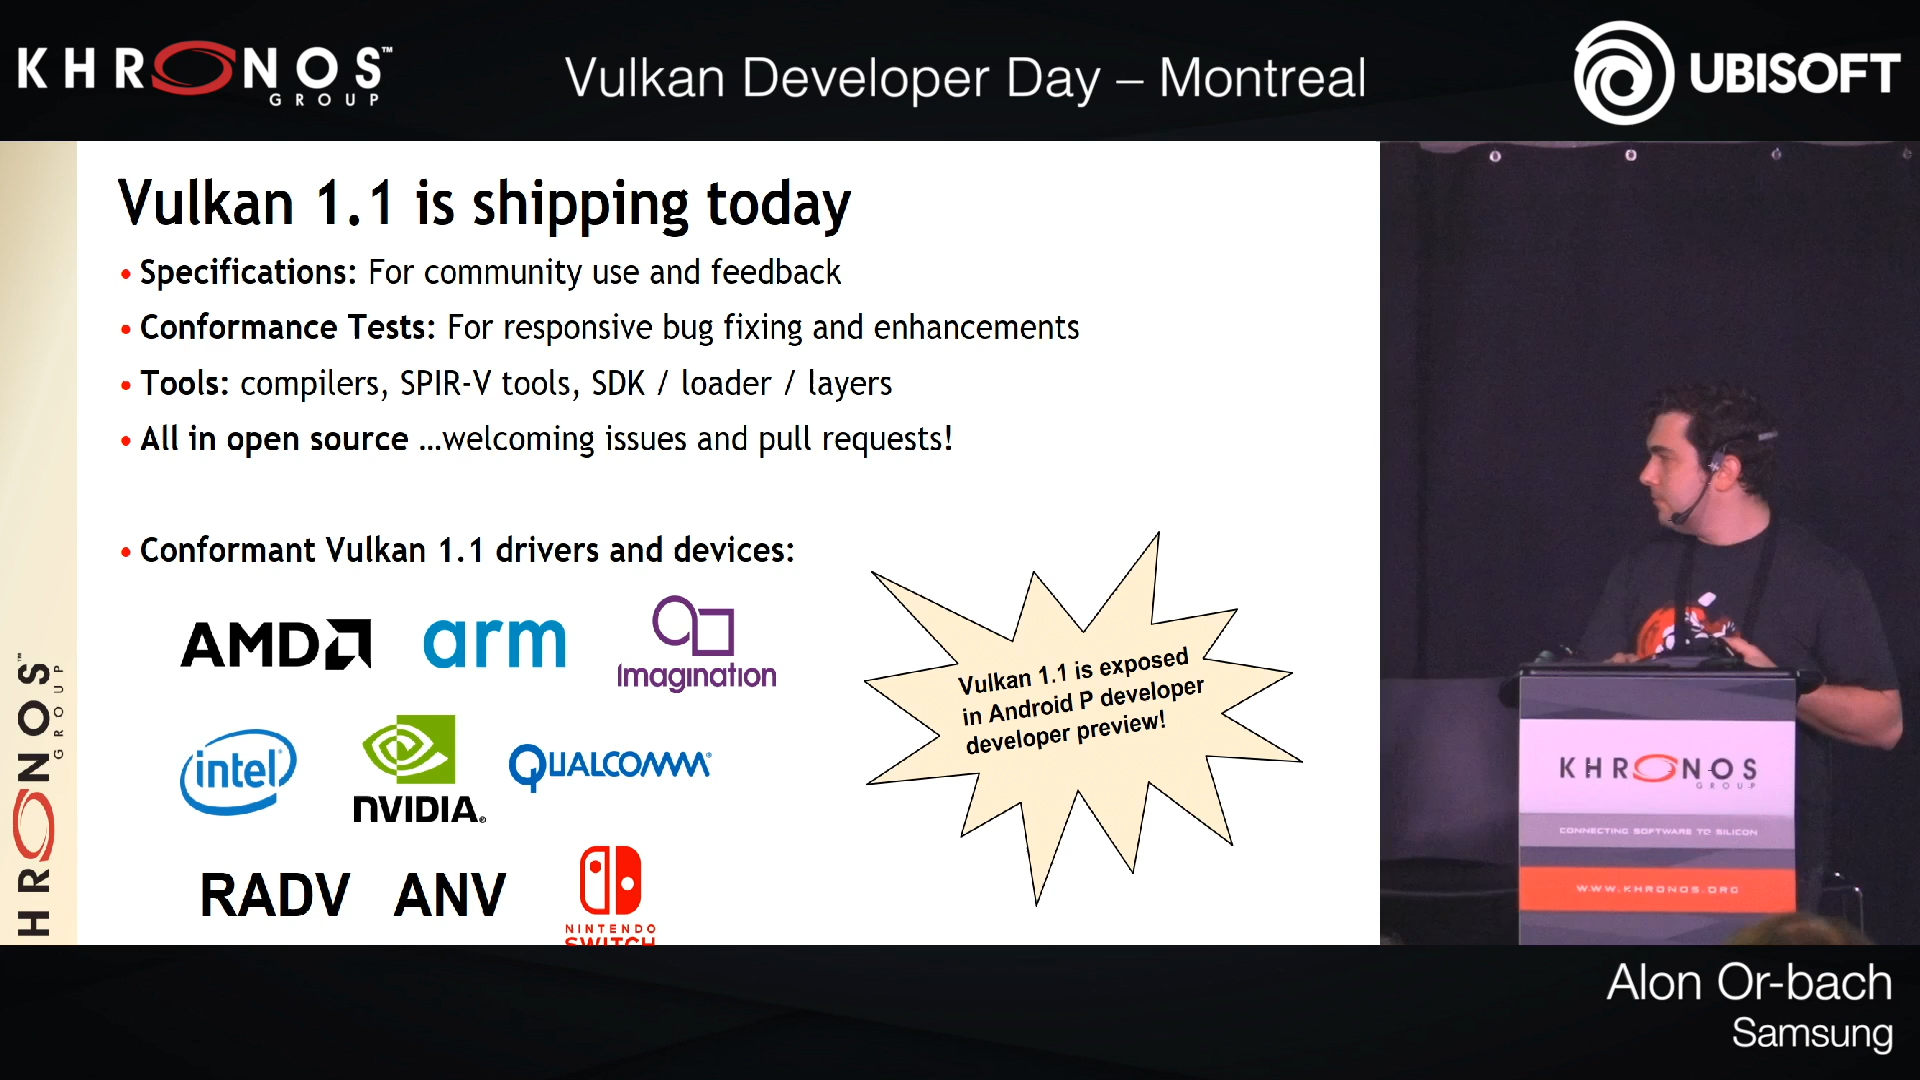 KHRONOS™
GROUP
Vulkan Developer Day – Montreal
UBISOFT
Vulkan 1.1 is shipping today
• Specifications: For community use and feedback
• Conformance Tests: For responsive bug fixing and enhancements
• Tools: compilers, SPIR-V tools, SDK / loader / layers
• All in open source …welcoming issues and pull requests!
• Conformant Vulkan 1.1 drivers and devices:
AMD
arm
Imagination
intel
NVIDIA®
QUALCOMM®
RADV ANV
NINTENDO
SWITCH
Vulkan 1.1 is exposed
in Android P developer
developer preview!
HRONOS™
GROUP
KHRONOS
GROUP
CONNECTING SOFTWARE TO SILICON
WWW.KHRONOS.ORG
Alon Or-bach
Samsung